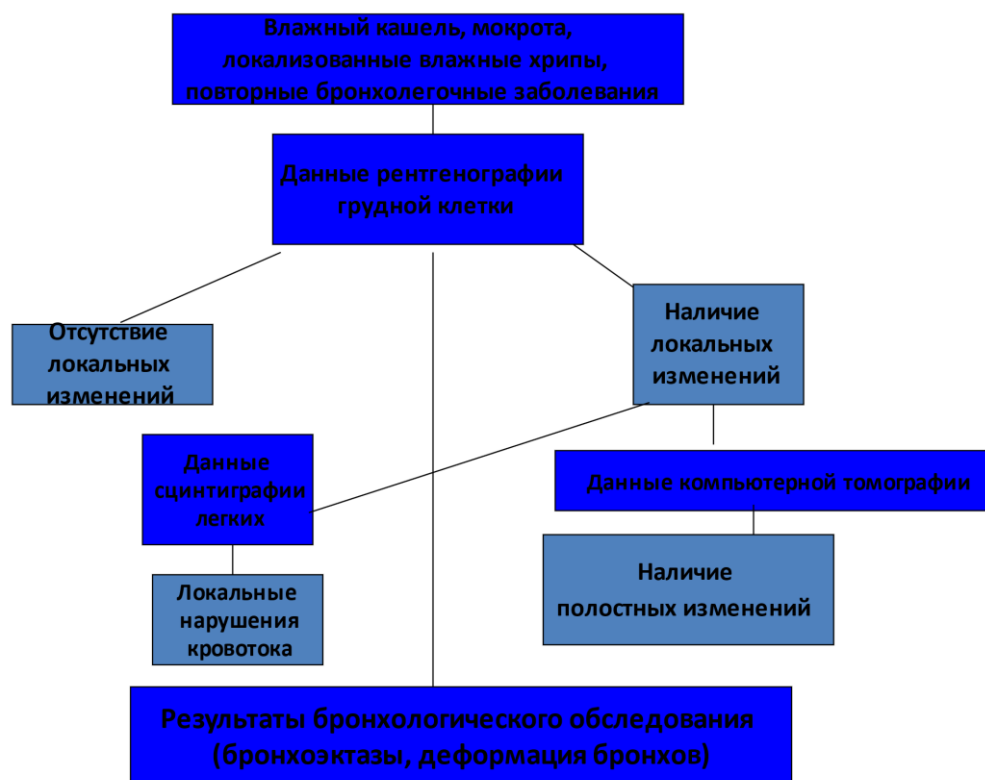 Влажный кашель, мокрота,
локализованные влажные хрипы,
повторные бронхолегочные заболевания
Данные рентгенографии
грудной клетки
Отсутствие
локальных
изменений
Наличие
локальных
изменений
Данные
сцинтиграфии
легких
Данные компьютерной томографии
Локальные
нарушения
кровотока
Наличие
полостных изменений
Результаты бронхологического обследования
(бронхоэктазы, деформация бронхов)